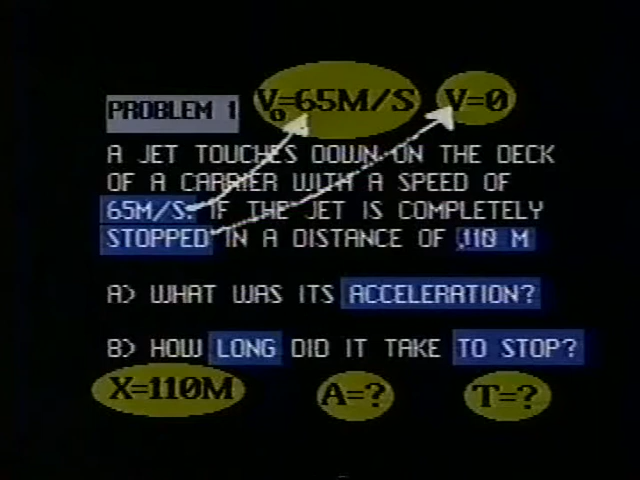 V₀=65M/S V=0
PROBLEM 1
A JET TOUCHES DOWN ON THE DECK
OF A CARRIER WITH A SPEED OF
65M/S. IF THE JET IS COMPLETELY
STOPPED IN A DISTANCE OF 110 M
A) WHAT WAS ITS ACCELERATION?
B) HOW LONG DID IT TAKE TO STOP?
X=110M A=? T=?